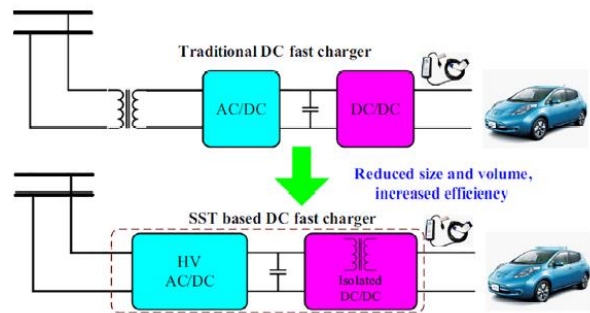 Traditional DC fast charger
AC/DC
DC/DC
Reduced size and volume,
increased efficiency
SST based DC fast charger
HV
AC/DC
Isolated
DC/DC